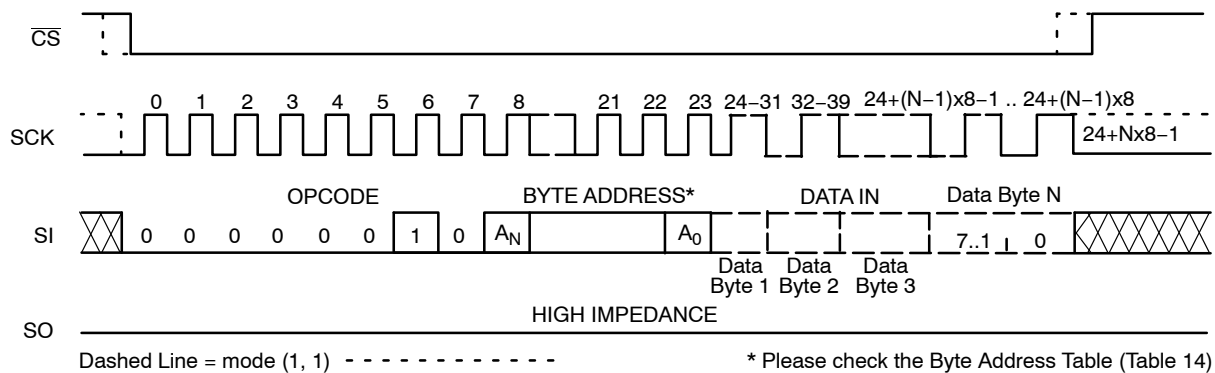 CS
0 1 2 3 4 5 6 7 8 21 22 23 24−31 32−39 24+(N−1)x8−1 .. 24+(N−1)x8
SCK
24+Nx8−1
OPCODE BYTE ADDRESS* DATA IN Data Byte N
SI
0 0 0 0 0 0 1 0 AN A0 7..1 0
Data Byte 1
Data Byte 2
Data Byte 3
HIGH IMPEDANCE
SO
Dashed Line = mode (1, 1)
* Please check the Byte Address Table (Table 14)